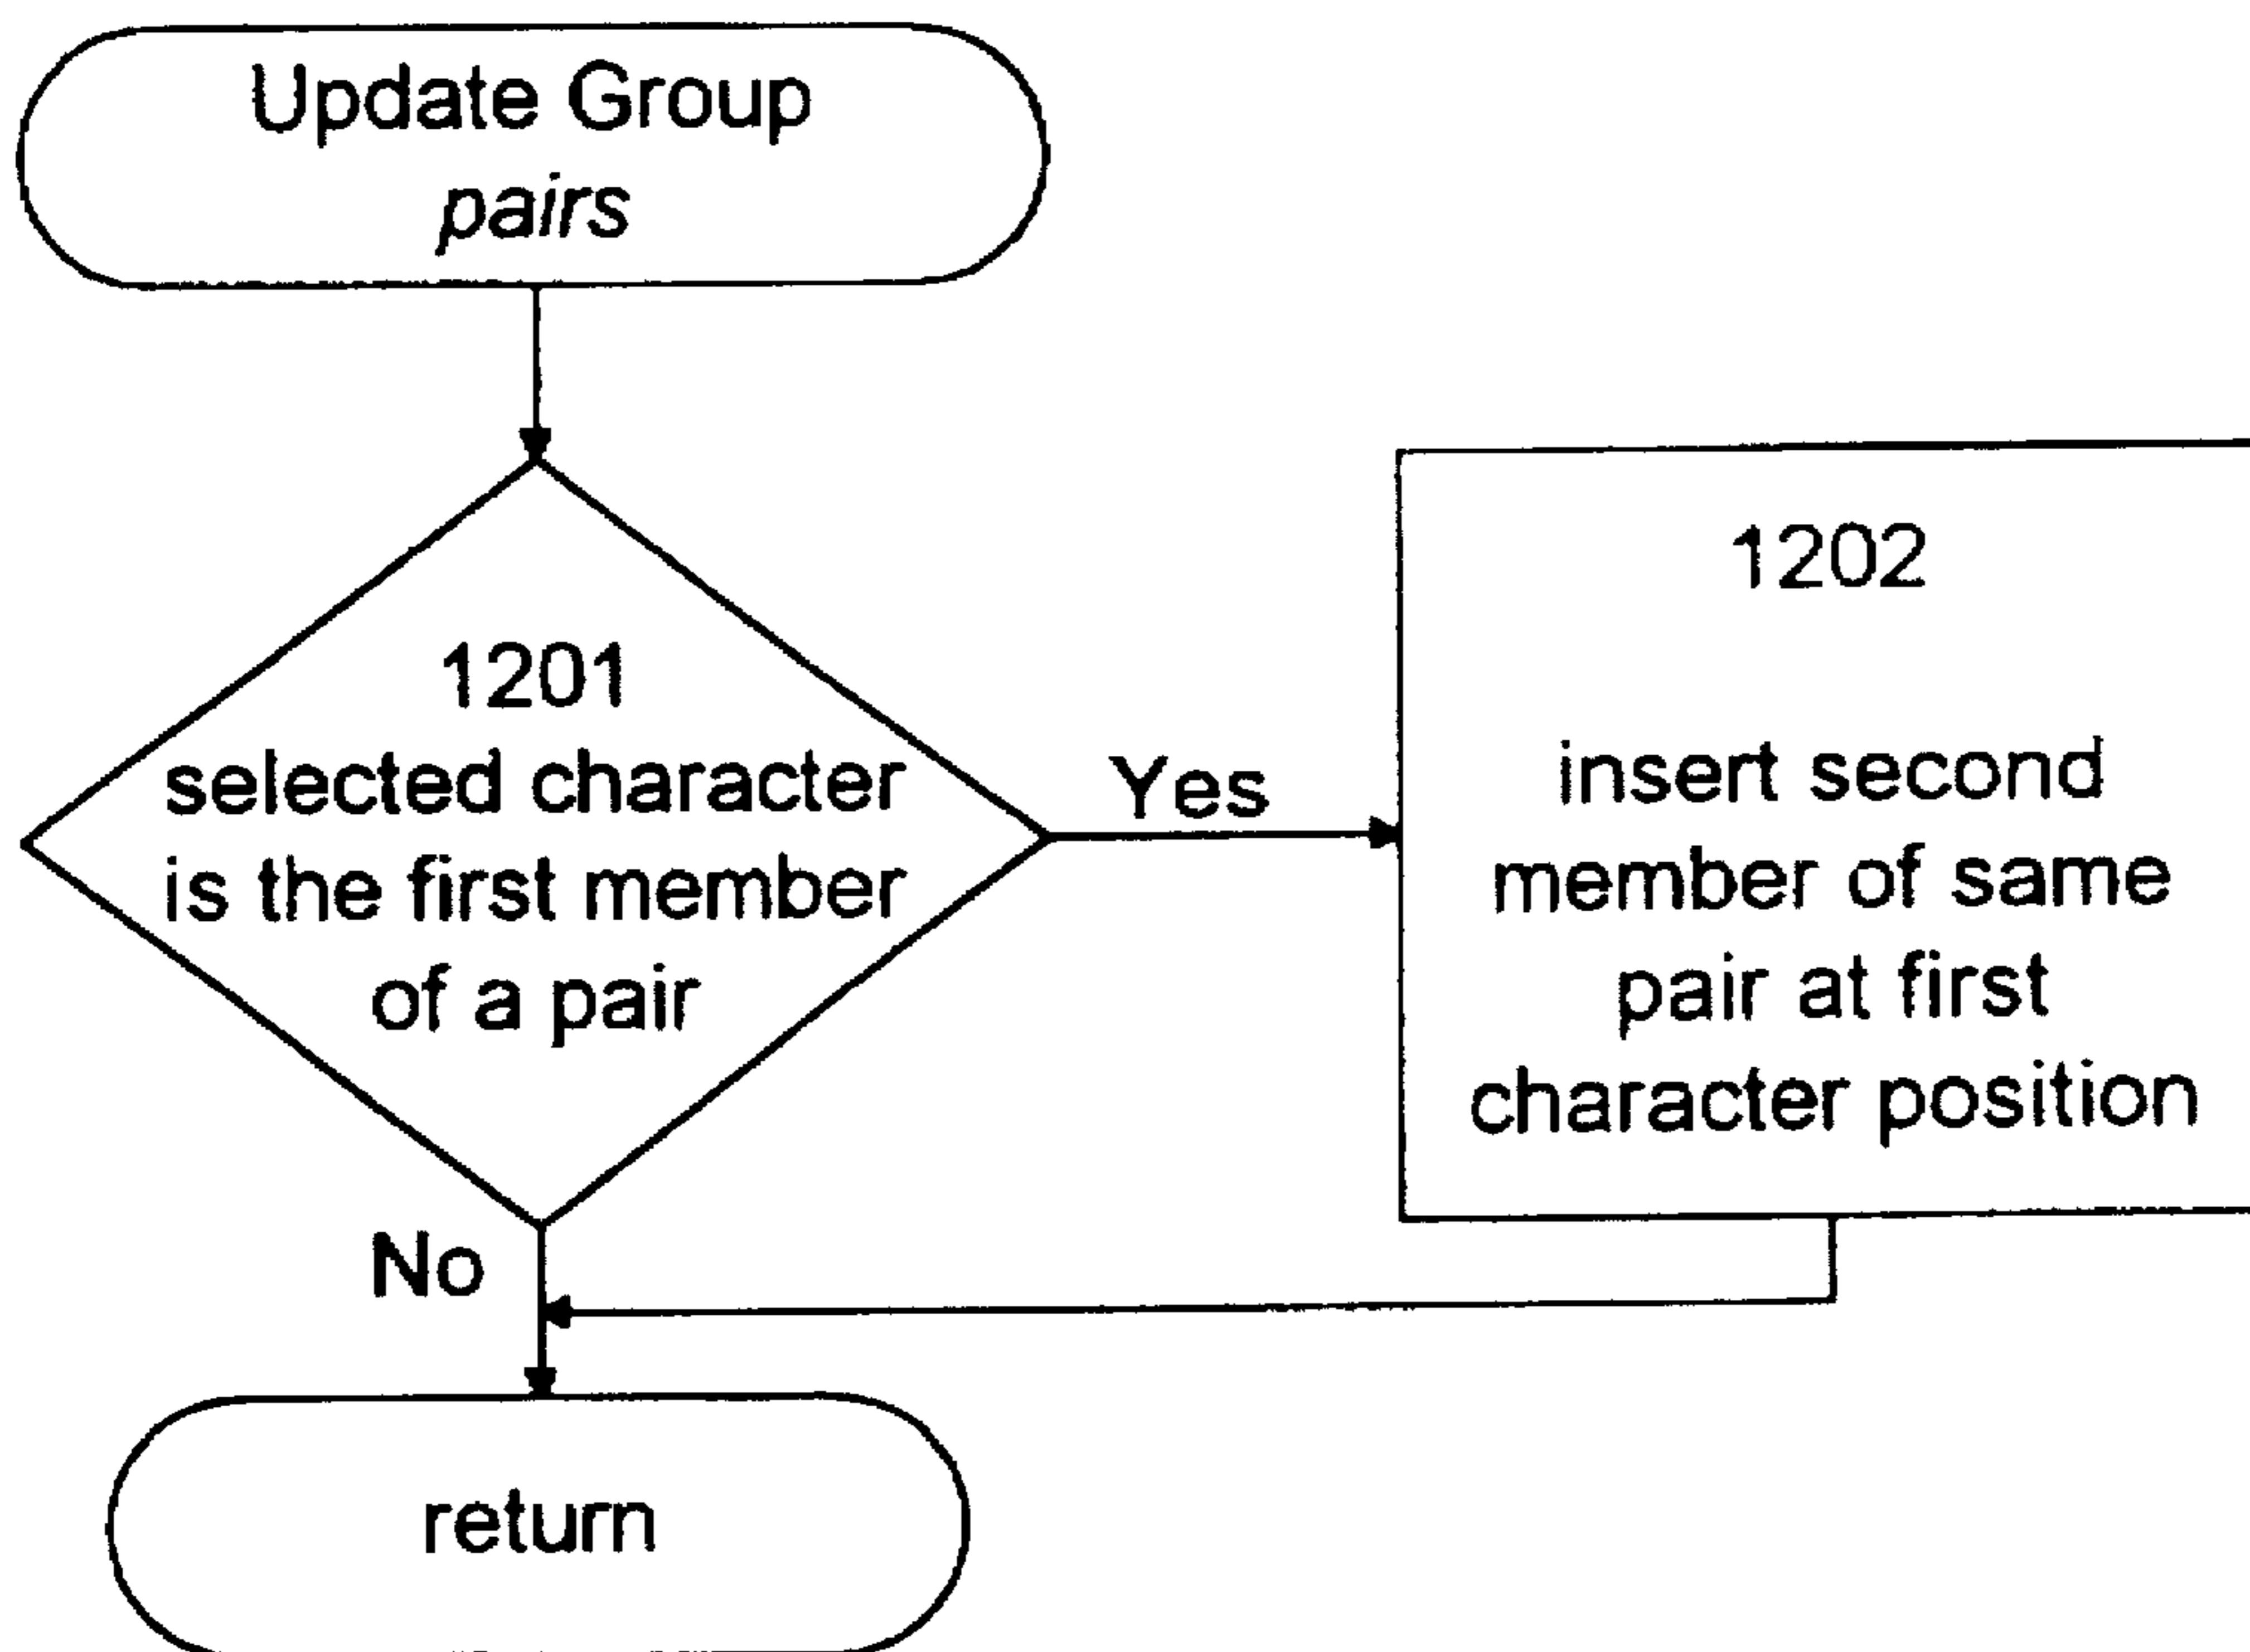 Update Group
pairs
1201
selected character
is the first member
of a pair
Yes
1202
insert second
member of same
pair at first
character position
No
return